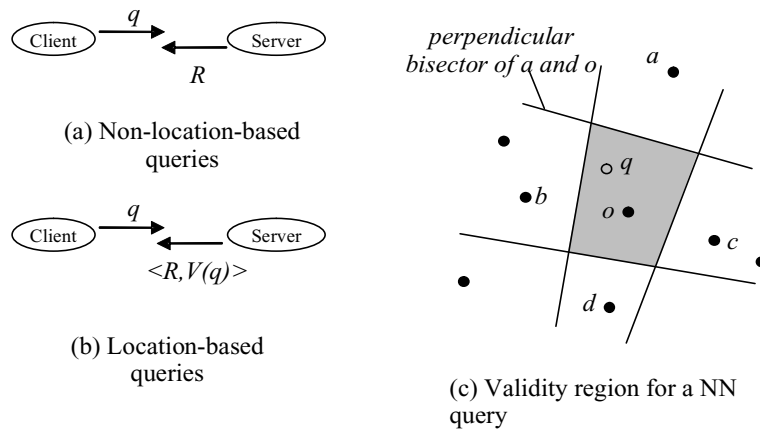 q
Client
Server
R
(a) Non-location-based
queries
q
Client
Server
<R,V(q)>
(b) Location-based
queries
perpendicular
bisector of a and o
a
q
b
o
c
d
(c) Validity region for a NN
query